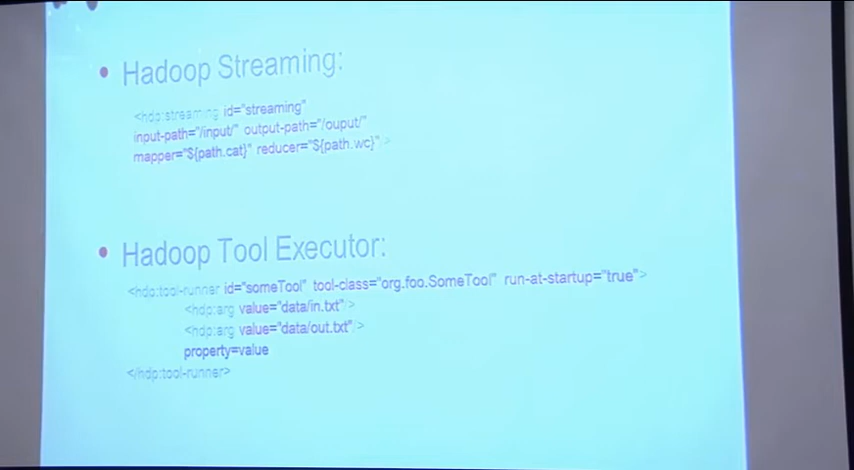 • Hadoop Streaming:
<hdp:streaming id="streaming"
input-path="/input/" output-path="/ouput/"
mapper="${path.cat}" reducer="${path.wc}"/>
• Hadoop Tool Executor:
<hdp:tool-runner id="someTool" tool-class="org.foo.SomeTool" run-at-startup="true">
<hdp:arg value="data/in.txt"/>
<hdp:arg value="data/out.txt"/>
property=value
</hdp:tool-runner>